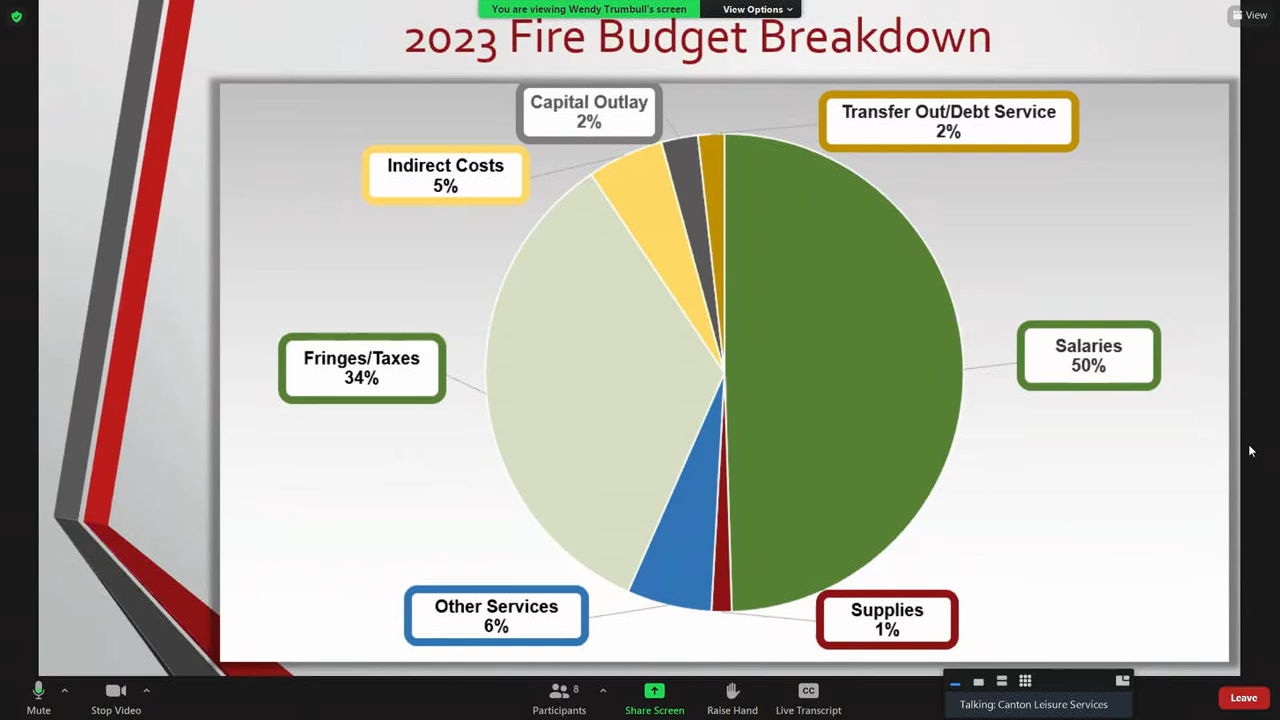 You are viewing Wendy Trumbull's screen
View Options
View
2023 Fire Budget Breakdown
Capital Outlay
2%
Transfer Out/Debt Service
2%
Indirect Costs
5%
Fringes/Taxes
34%
Salaries
50%
Other Services
6%
Supplies
1%
Mute
Stop Video
8
Participants
Share Screen
Raise Hand
CC
Live Transcript
Talking: Canton Leisure Services
Leave